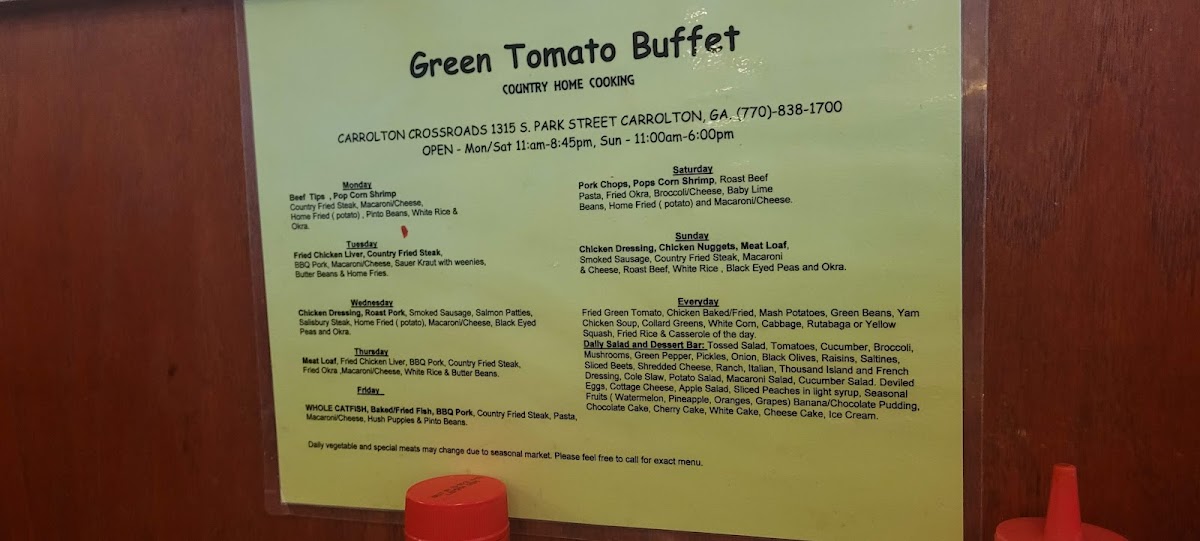 Green Tomato Buffet
COUNTRY HOME COOKING
CARROLTON CROSSROADS 1315 S. PARK STREET CARROLTON, GA. (770)-838-1700
OPEN - Mon/Sat 11:am-8:45pm, Sun - 11:00am-6:00pm
Monday
Beef Tips , Pop Corn Shrimp
Country Fried Steak, Macaroni/Cheese,
Home Fried ( potato) , Pinto Beans, White Rice &
Okra.
Tuesday
Fried Chicken Liver, Country Fried Steak,
BBQ Pork, Macaroni/Cheese, Sauer Kraut with weenies,
Butter Beans & Home Fries.
Wednesday
Chicken Dressing, Roast Pork, Smoked Sausage, Salmon Patties,
Salisbury Steak, Home Fried ( potato), Macaroni/Cheese, Black Eyed
Peas and Okra.
Thursday
Meat Loaf, Fried Chicken Liver, BBQ Pork, Country Fried Steak,
Fried Okra ,Macaroni/Cheese, White Rice & Butter Beans.
Friday
WHOLE CATFISH, Baked/Fried Fish, BBQ Pork, Country Fried Steak, Pasta,
Macaroni/Cheese, Hush Puppies & Pinto Beans.
Saturday
Pork Chops, Pops Corn Shrimp, Roast Beef
Pasta, Fried Okra, Broccoli/Cheese, Baby Lime
Beans, Home Fried ( potato) and Macaroni/Cheese.
Sunday
Chicken Dressing, Chicken Nuggets, Meat Loaf,
Smoked Sausage, Country Fried Steak, Macaroni
& Cheese, Roast Beef, White Rice , Black Eyed Peas and Okra.
Everyday
Fried Green Tomato, Chicken Baked/Fried, Mash Potatoes, Green Beans, Yam
Chicken Soup, Collard Greens, White Corn, Cabbage, Rutabaga or Yellow
Squash, Fried Rice & Casserole of the day.
Daily Salad and Dessert Bar: Tossed Salad, Tomatoes, Cucumber, Broccoli,
Mushrooms, Green Pepper, Pickles, Onion, Black Olives, Raisins, Saltines,
Sliced Beets, Shredded Cheese, Ranch, Italian, Thousand Island and French
Dressing, Cole Slaw, Potato Salad, Macaroni Salad, Cucumber Salad. Deviled
Eggs, Cottage Cheese, Apple Salad, Sliced Peaches in light syrup, Seasonal
Fruits ( Watermelon, Pineapple, Oranges, Grapes) Banana/Chocolate Pudding,
Chocolate Cake, Cherry Cake, White Cake, Cheese Cake, Ice Cream.
Daily vegetable and special meats may change due to seasonal market. Please feel free to call for exact menu.